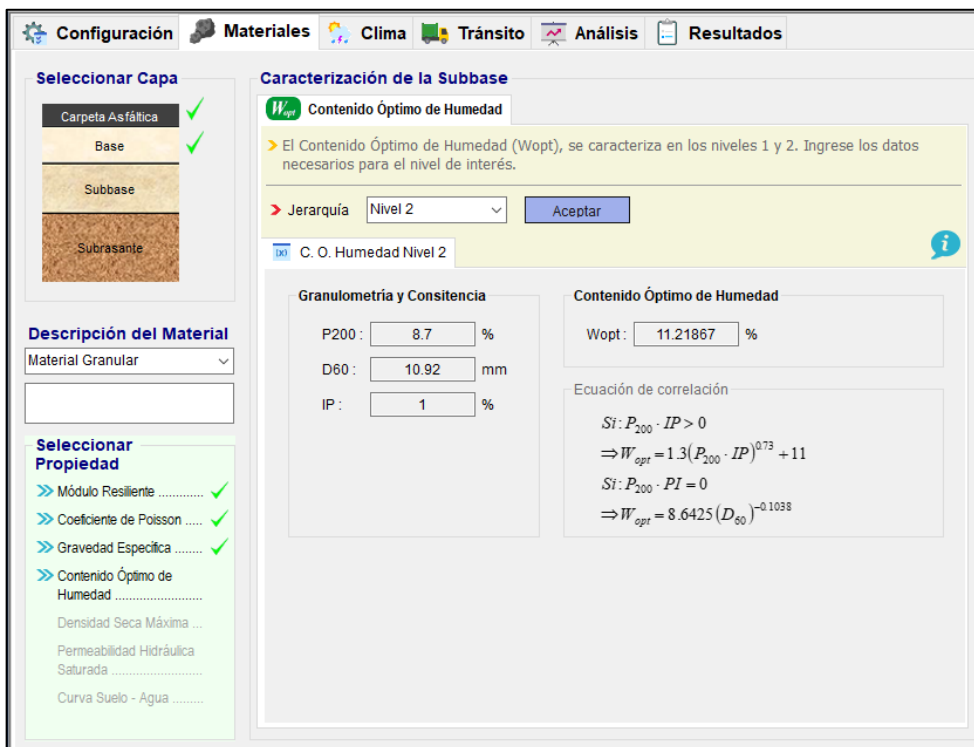 Configuración Materiales Clima Tránsito Análisis Resultados
Seleccionar Capa
Carpeta Asfáltica
Base
Subbase
Subrasante
Descripción del Material
Material Granular
Seleccionar
Propiedad
Módulo Resiliente ............
Coeficiente de Poisson .....
Gravedad Específica ........
Contenido Óptimo de
Humedad .......................
Densidad Seca Máxima ...
Permeabilidad Hidráulica
Saturada ........................
Curva Suelo - Agua .........
Caracterización de la Subbase
Wopt Contenido Óptimo de Humedad
El Contenido Óptimo de Humedad (Wopt), se caracteriza en los niveles 1 y 2. Ingrese los datos
necesarios para el nivel de interés.
Jerarquía Nivel 2 Aceptar
(x) C. O. Humedad Nivel 2
i
Granulometría y Consitencia
P200 : 8.7 %
D60 : 10.92 mm
IP : 1 %
Contenido Óptimo de Humedad
Wopt : 11.21867 %
Ecuación de correlación
Si : P₂₀₀ · IP > 0
⇒ W_opt = 1.3(P₂₀₀ · IP)^0.73 + 11
Si : P₂₀₀ · PI = 0
⇒ W_opt = 8.6425(D₆₀)^−0.1038